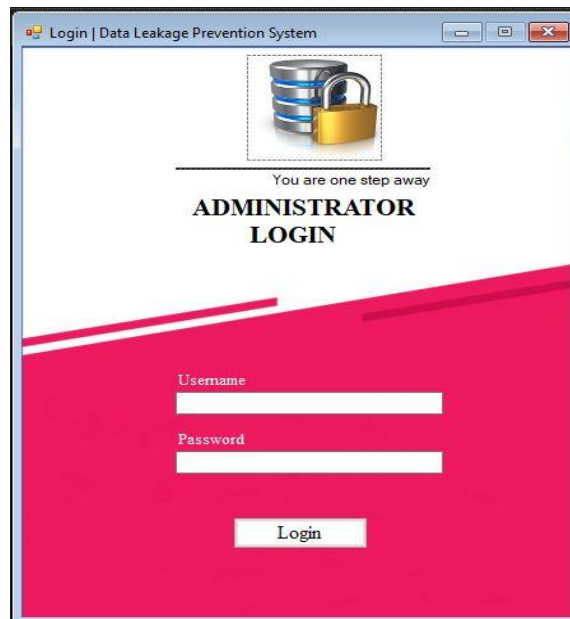 Login | Data Leakage Prevention System
You are one step away
ADMINISTRATOR
LOGIN
Username
Password
Login